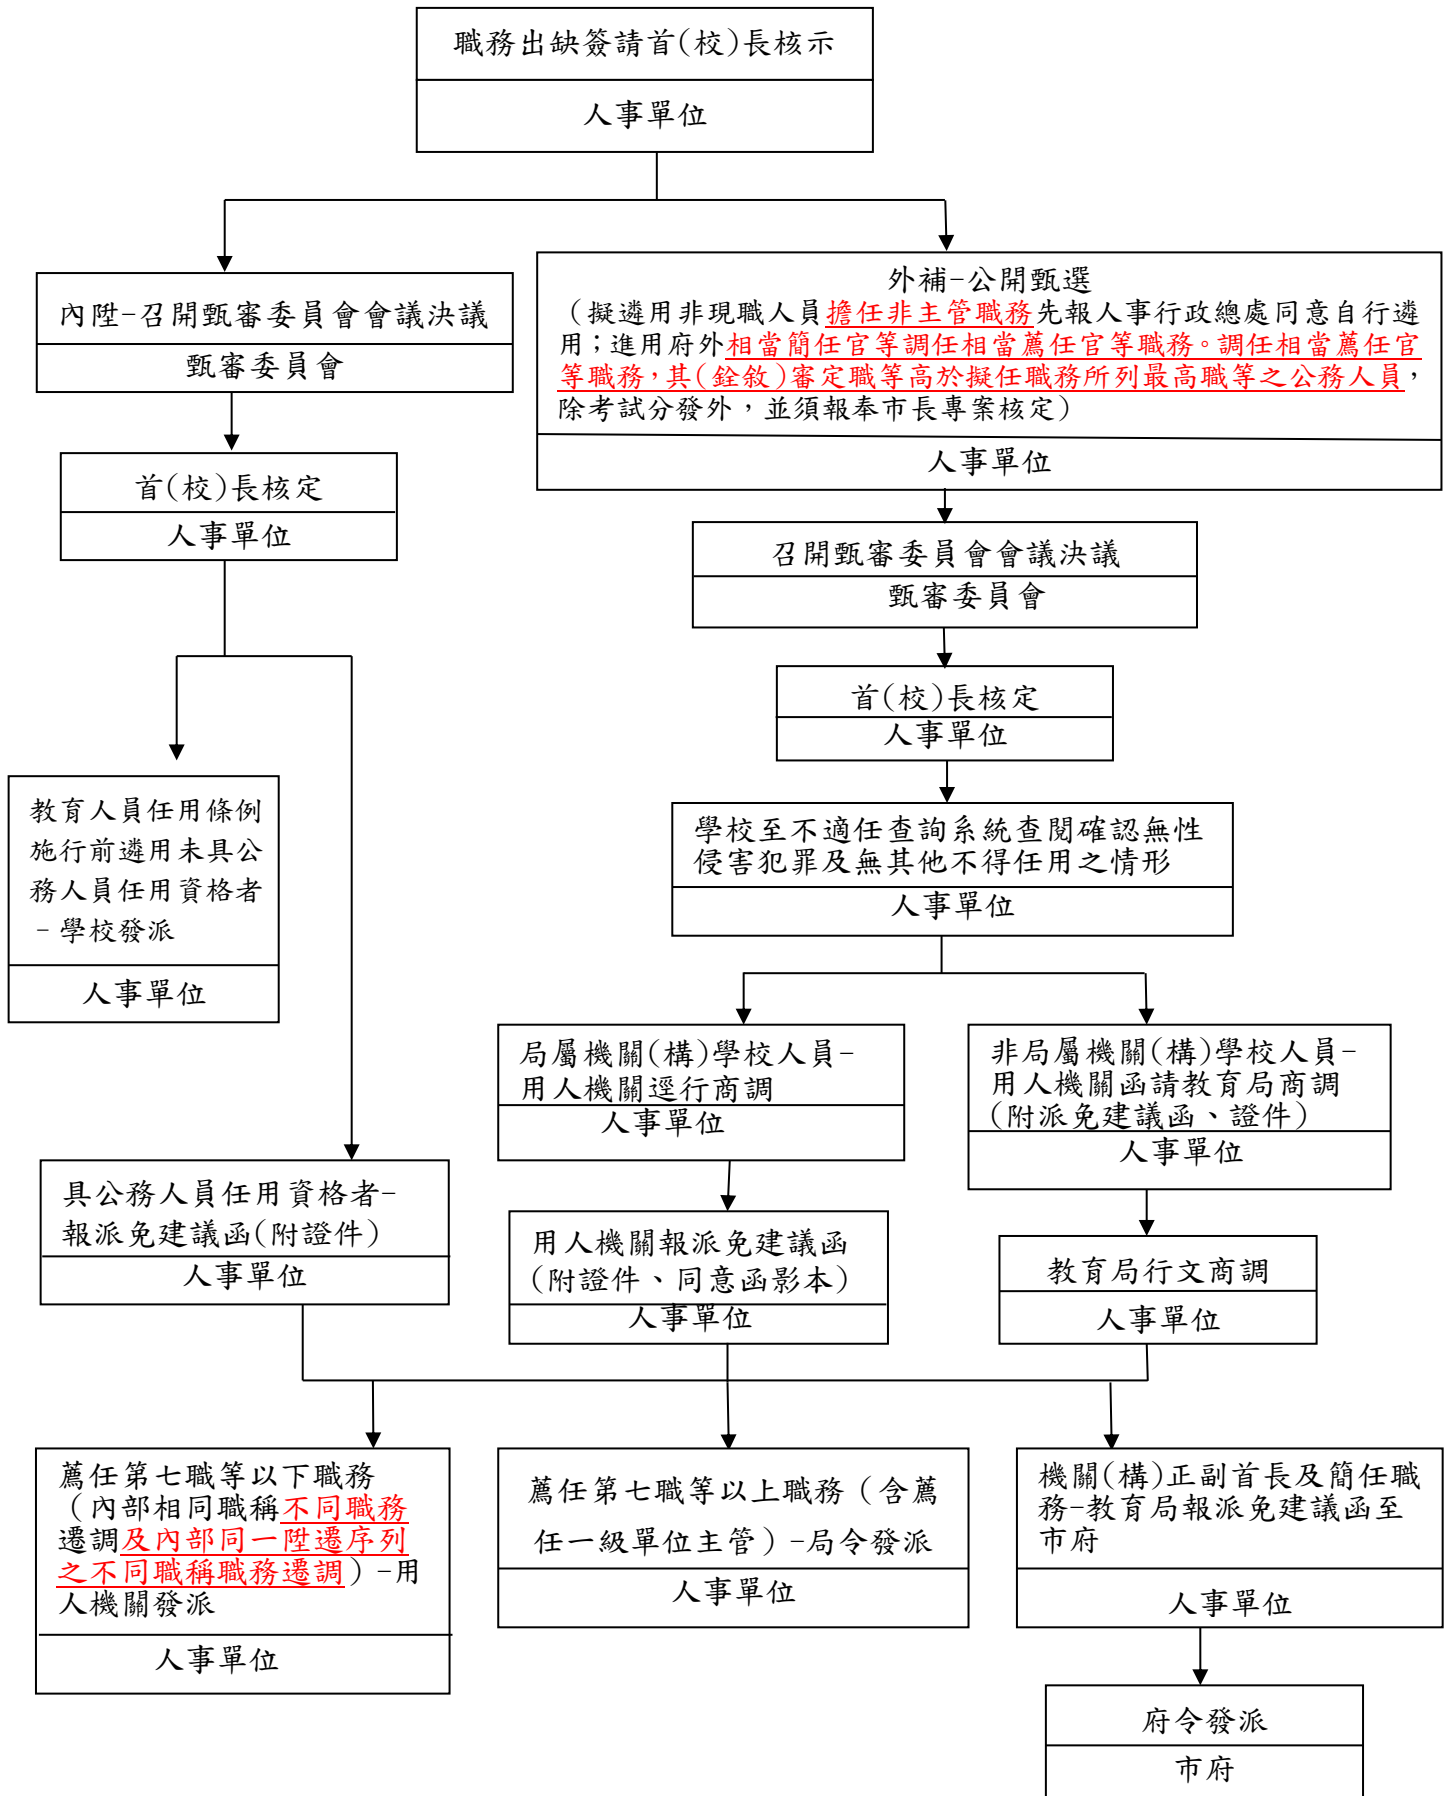 職務出缺簽請首(校)長核示
人事單位
內陞-召開甄審委員會會議決議
甄審委員會
首(校)長核定
人事單位
外補-公開甄選
（擬遴用非現職人員擔任非主管職務先報人事行政總處同意自行遴
用；進用府外相當簡任官等調任相當薦任官等職務。調任相當薦任官
等職務，其(銓敘)審定職等高於擬任職務所列最高職等之公務人員，
除考試分發外，並須報奉市長專案核定）
人事單位
召開甄審委員會會議決議
甄審委員會
首(校)長核定
人事單位
學校至不適任查詢系統查閱確認無性
侵害犯罪及無其他不得任用之情形
人事單位
教育人員任用條例
施行前遴用未具公
務人員任用資格者
-學校發派
人事單位
局屬機關(構)學校人員-
用人機關逕行商調
人事單位
非局屬機關(構)學校人員-
用人機關函請教育局商調
(附派免建議函、證件)
人事單位
具公務人員任用資格者-
報派免建議函(附證件)
人事單位
用人機關報派免建議函
(附證件、同意函影本)
人事單位
教育局行文商調
人事單位
薦任第七職等以下職務
（內部相同職稱不同職務
遷調及內部同一陞遷序列
之不同職稱職務遷調）-用
人機關發派
人事單位
薦任第七職等以上職務（含薦
任一級單位主管）-局令發派
人事單位
機關(構)正副首長及簡任職
務-教育局報派免建議函至
市府
人事單位
府令發派
市府